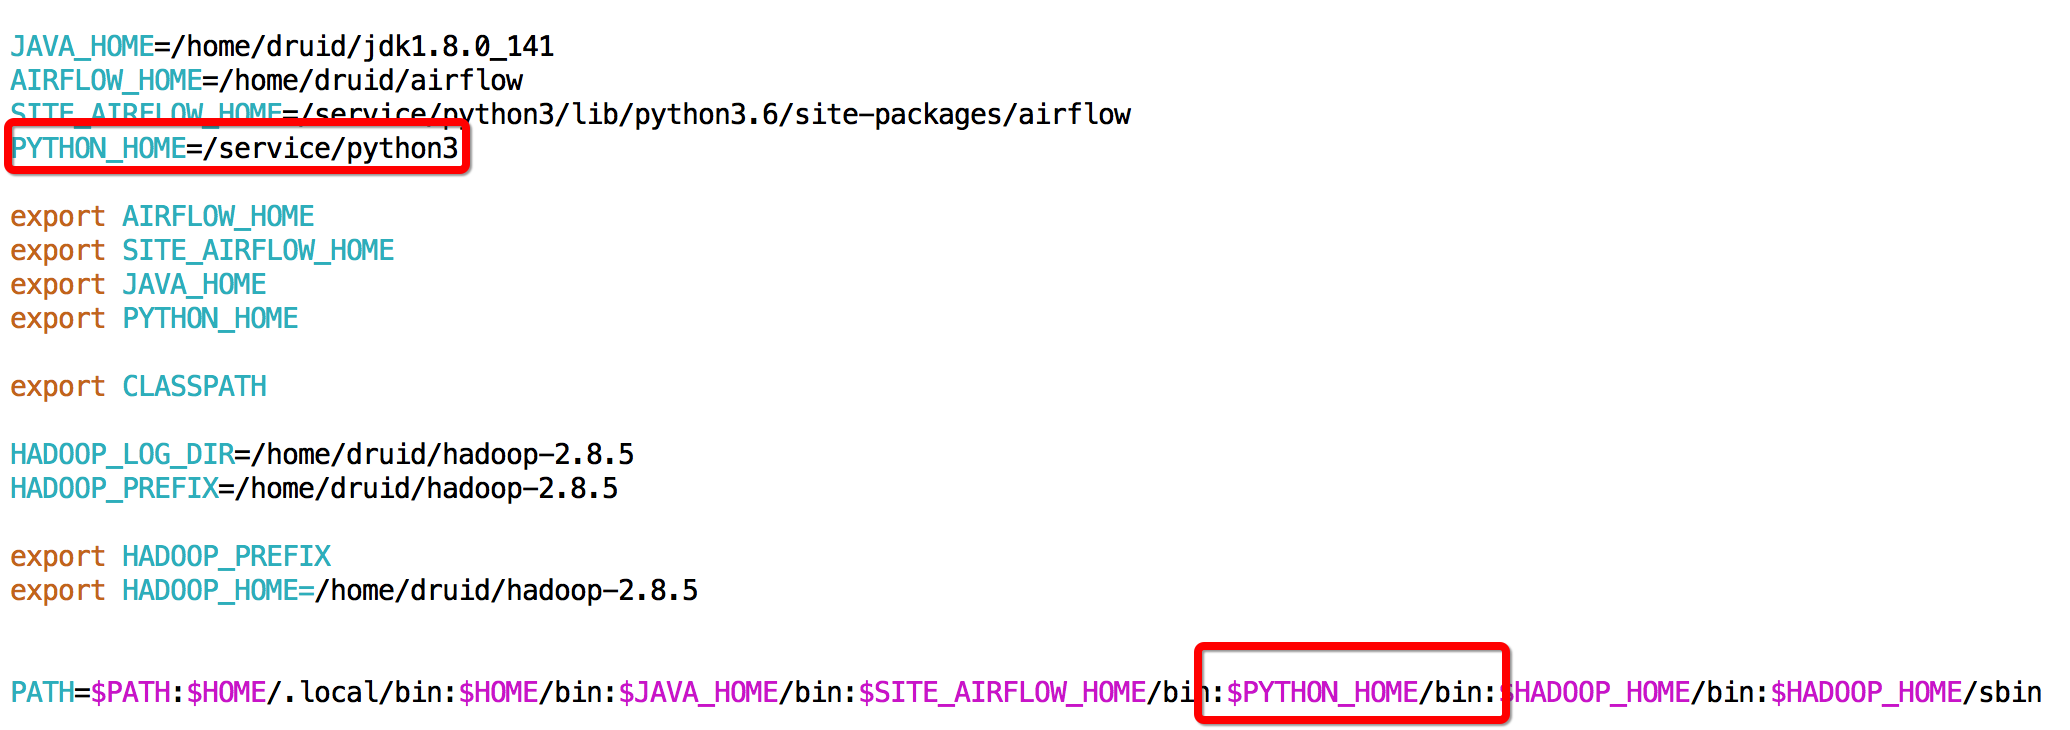 JAVA_HOME=/home/druid/jdk1.8.0_141
AIRFLOW_HOME=/home/druid/airflow
SITE_AIRFLOW_HOME=/service/python3/lib/python3.6/site-packages/airflow
PYTHON_HOME=/service/python3
export AIRFLOW_HOME
export SITE_AIRFLOW_HOME
export JAVA_HOME
export PYTHON_HOME
export CLASSPATH
HADOOP_LOG_DIR=/home/druid/hadoop-2.8.5
HADOOP_PREFIX=/home/druid/hadoop-2.8.5
export HADOOP_PREFIX
export HADOOP_HOME=/home/druid/hadoop-2.8.5
PATH=$PATH:$HOME/.local/bin:$HOME/bin:$JAVA_HOME/bin:$SITE_AIRFLOW_HOME/bin:$PYTHON_HOME/bin:$HADOOP_HOME/bin:$HADOOP_HOME/sbin